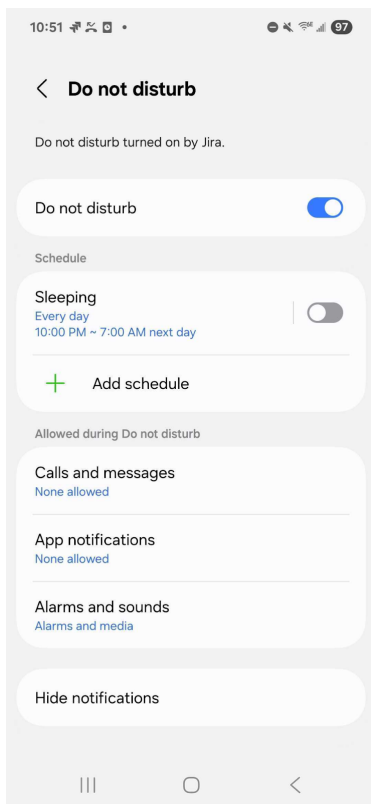 10:51
6E
97
Do not disturb
Do not disturb turned on by Jira.
Do not disturb
Schedule
Sleeping
Every day
10:00 PM ~ 7:00 AM next day
Add schedule
Allowed during Do not disturb
Calls and messages
None allowed
App notifications
None allowed
Alarms and sounds
Alarms and media
Hide notifications